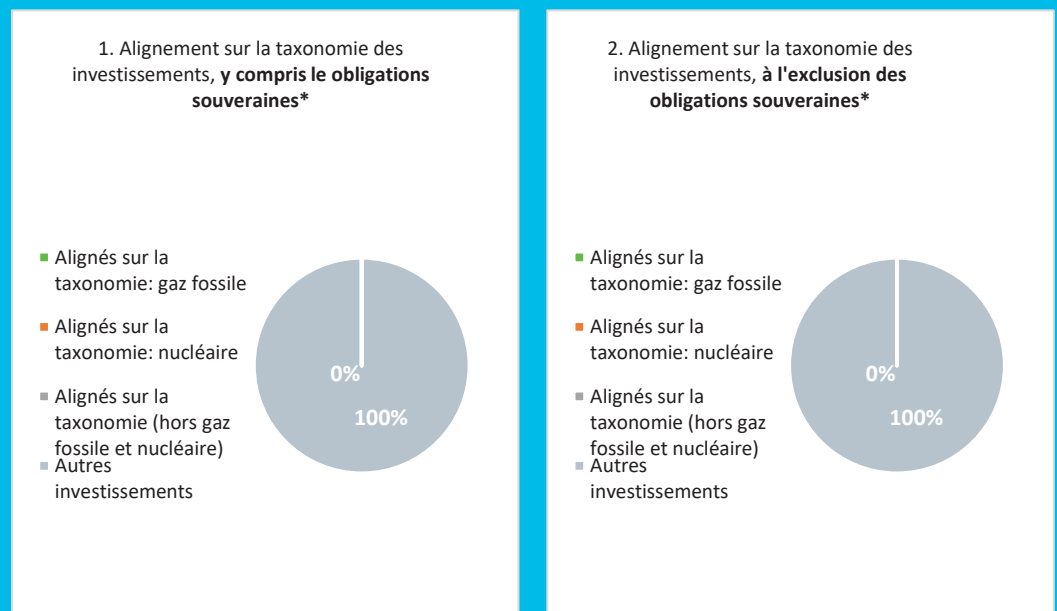 1. Alignement sur la taxonomie des
investissements, y compris le obligations
souveraines*
Alignés sur la
taxonomie: gaz fossile
Alignés sur la
taxonomie: nucléaire
Alignés sur la
taxonomie (hors gaz
fossile et nucléaire)
Autres
investissements
0%
100%
2. Alignement sur la taxonomie des
investissements, à l'exclusion des
obligations souveraines*
Alignés sur la
taxonomie: gaz fossile
Alignés sur la
taxonomie: nucléaire
Alignés sur la
taxonomie (hors gaz
fossile et nucléaire)
Autres
investissements
0%
100%